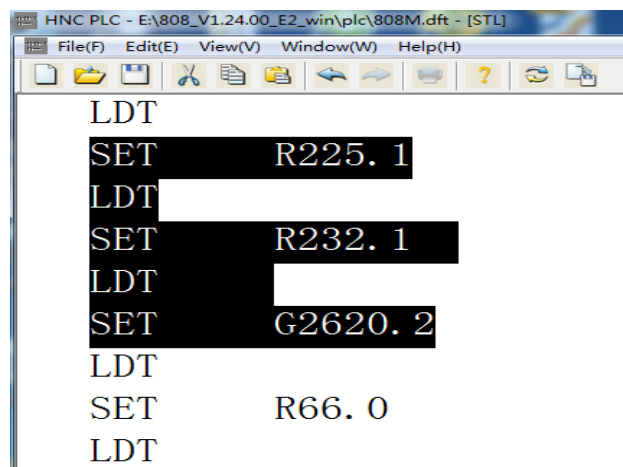 HNC PLC - E:\808_V1.24.00_E2_win\plc\808M.dft - [STL]
File(F) Edit(E) View(V) Window(W) Help(H)
LDT
SET R225.1
LDT
SET R232.1
LDT
SET G2620.2
LDT
SET R66.0
LDT